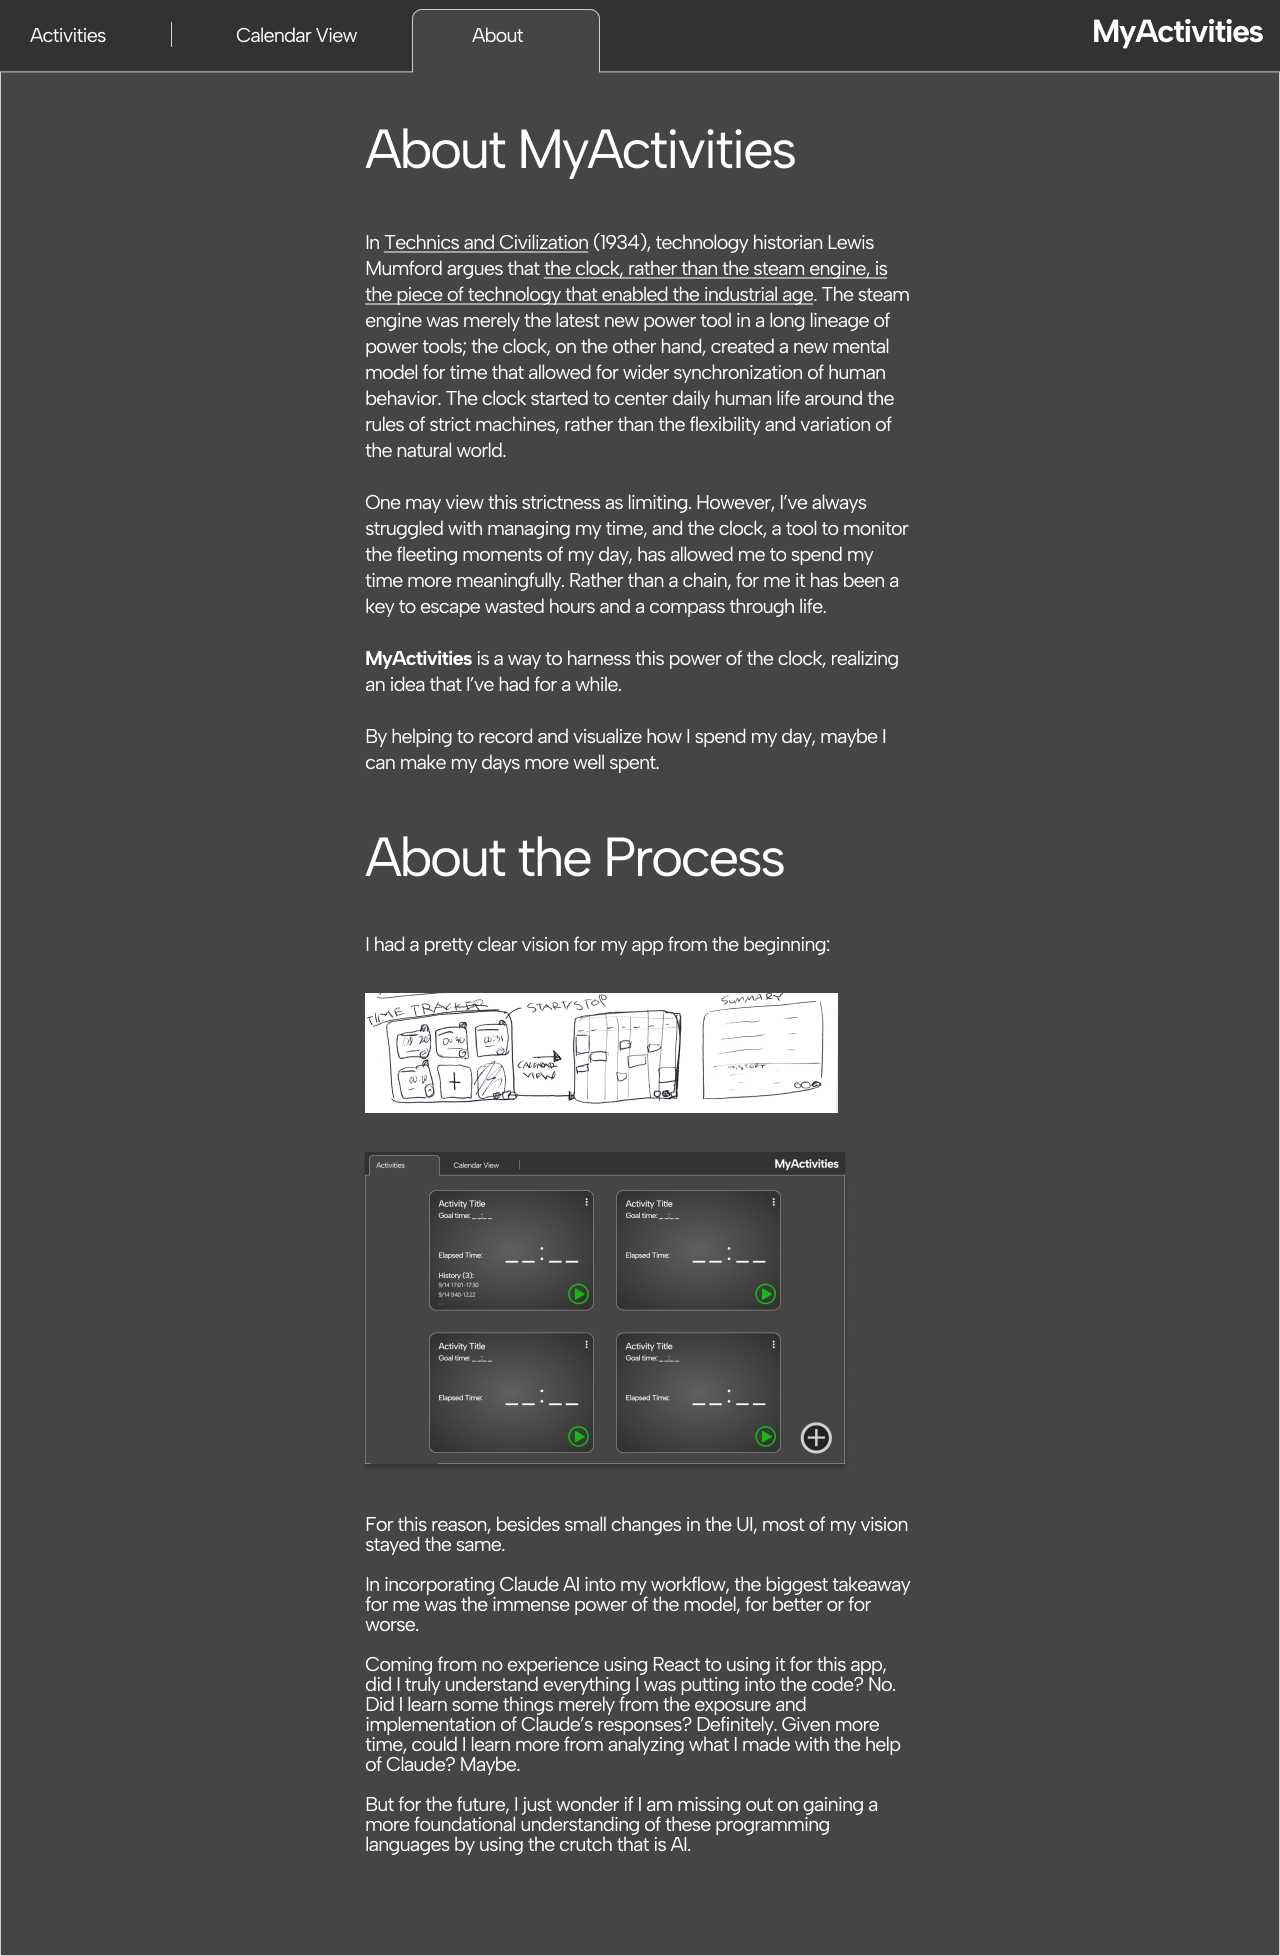 Activities
Calendar View
About
MyActivities
About MyActivities
In Technics and Civilization (1934), technology historian Lewis
Mumford argues that the clock, rather than the steam engine, is
the piece of technology that enabled the industrial age. The steam
engine was merely the latest new power tool in a long lineage of
power tools; the clock, on the other hand, created a new mental
model for time that allowed for wider synchronization of human
behavior. The clock started to center daily human life around the
rules of strict machines, rather than the flexibility and variation of
the natural world.
One may view this strictness as limiting. However, I've always
struggled with managing my time, and the clock, a tool to monitor
the fleeting moments of my day, has allowed me to spend my
time more meaningfully. Rather than a chain, for me it has been a
key to escape wasted hours and a compass through life.
MyActivities is a way to harness this power of the clock, realizing
an idea that I've had for a while.
By helping to record and visualize how I spend my day, maybe I
can make my days more well spent.
About the Process
I had a pretty clear vision for my app from the beginning:
TIME TRACKER
START/STOP
SUMMARY
CALENDAR
VIEW
HISTORY
Activities
Calendar View
MyActivities
Activity Title
Goal time: __:__
Elapsed Time: __:__
History (3):
9/14 17:01-17:30
9/14 9:40-12:22
...
Activity Title
Goal time: __:__
Elapsed Time: __:__
Activity Title
Goal time: __:__
Elapsed Time: __:__
Activity Title
Goal time: __:__
Elapsed Time: __:__
For this reason, besides small changes in the UI, most of my vision
stayed the same.
In incorporating Claude AI into my workflow, the biggest takeaway
for me was the immense power of the model, for better or for
worse.
Coming from no experience using React to using it for this app,
did I truly understand everything I was putting into the code? No.
Did I learn some things merely from the exposure and
implementation of Claude's responses? Definitely. Given more
time, could I learn more from analyzing what I made with the help
of Claude? Maybe.
But for the future, I just wonder if I am missing out on gaining a
more foundational understanding of these programming
languages by using the crutch that is AI.